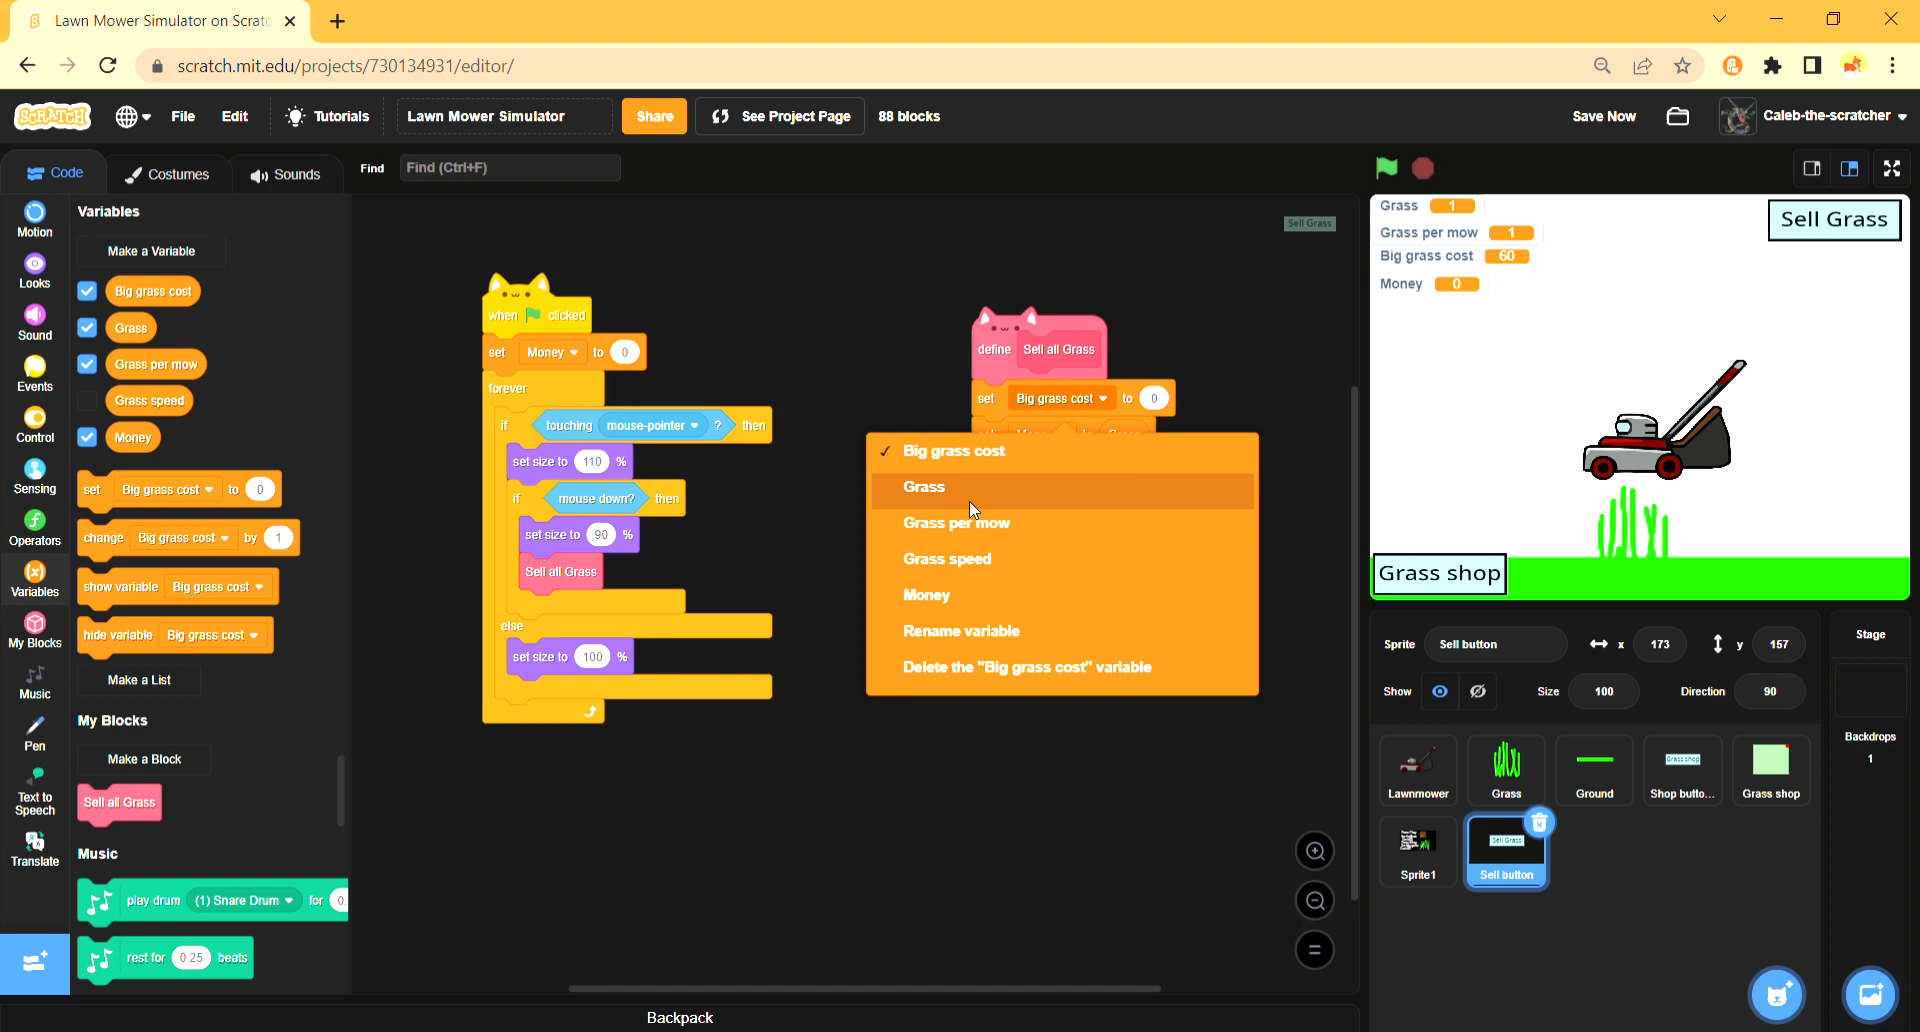 Lawn Mower Simulator on Scratc
scratch.mit.edu/projects/730134931/editor/
SCRATCH
File
Edit
Tutorials
Lawn Mower Simulator
Share
See Project Page
88 blocks
Save Now
Caleb-the-scratcher
Code
Costumes
Sounds
Find
Find (Ctrl+F)
Motion
Looks
Sound
Events
Control
Sensing
Operators
Variables
My Blocks
Music
Pen
Text to
Speech
Translate
Variables
Make a Variable
Big grass cost
Grass
Grass per mow
Grass speed
Money
set Big grass cost to 0
change Big grass cost by 1
show variable Big grass cost
hide variable Big grass cost
Make a List
My Blocks
Make a Block
Sell all Grass
Music
play drum (1) Snare Drum for 0.
rest for 0.25 beats
when clicked
set Money to 0
forever
if touching mouse-pointer ? then
set size to 110 %
if mouse down? then
set size to 90 %
Sell all Grass
else
set size to 100 %
Sell Grass
define Sell all Grass
set Big grass cost to 0
Big grass cost
Grass
Grass per mow
Grass speed
Money
Rename variable
Delete the "Big grass cost" variable
Backpack
Grass 1
Grass per mow 1
Big grass cost 60
Money 0
Sell Grass
Grass shop
Sprite Sell button x 173 y 157
Show Size 100 Direction 90
Lawnmower
Grass
Ground
Grass shop
Shop butto...
Grass shop
Sprite1
Sell Grass
Sell button
Stage
Backdrops
1